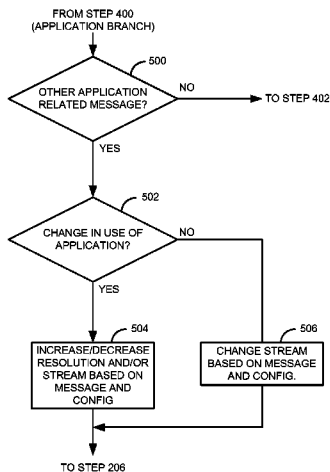 FROM STEP 400
(APPLICATION BRANCH)
500
OTHER APPLICATION
RELATED MESSAGE?
NO
TO STEP 402
YES
502
CHANGE IN USE OF
APPLICATION?
NO
YES
504
INCREASE/DECREASE
RESOLUTION AND/OR
STREAM BASED ON
MESSAGE AND
CONFIG
506
CHANGE STREAM
BASED ON MESSAGE
AND CONFIG.
TO STEP 206